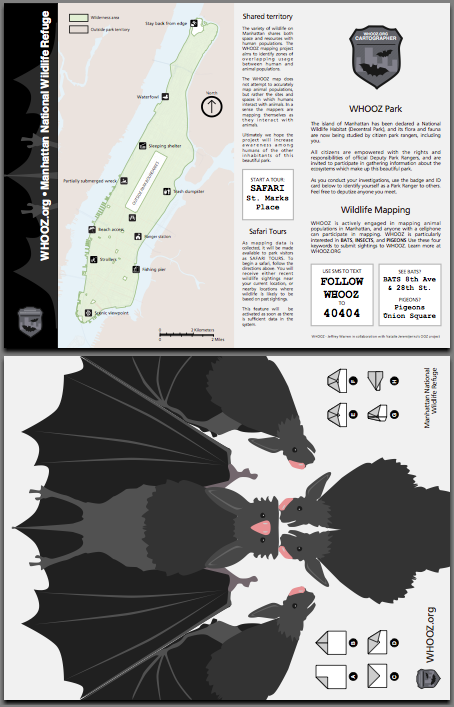 WHOOZ.org • Manhattan National Wildlife Refuge
Wilderness area
Outside park territory
Stay back from edge
Waterfowl
North
Sleeping shelter
OUTSIDE PARK TERRITORY
Partially submerged wreck
Trash dumpster
Beach access
Ranger station
Strollers
Fishing pier
Scenic viewpoint
0 2 Kilometers
0 2 Miles
Shared territory
The variety of wildlife on
Manhattan shares both
space and resources with
human populations. The
WHOOZ mapping project
aims to identify zones of
overlapping usage
between human and
animal populations.
The WHOOZ map does
not attempt to accurately
map animal populations,
but rather the sites and
spaces in which humans
interact with animals. In a
sense the mappers are
mapping themselves as
they interact with
animals.
Ultimately we hope the
project will increase
awareness among
humans of the other
inhabitants of this
beautiful park.
START A TOUR:
SAFARI
St. Marks
Place
Safari Tours
As mapping data is
collected, it will be made
available to park visitors
as SAFARI TOURS. To
begin a safari, follow the
directions above. You will
receive either recent
wildlife sightings near
your current location, or
nearby locations where
wildlife is likely to be
based on past sightings.
This feature will be
activated as soon as there
is sufficient data in the
system.
WHOOZ.ORG
CARTOGRAPHER
WHOOZ Park
The Island of Manhattan has been declared a National
Wildlife Habitat (Decentral Park), and its flora and fauna
are now being studied by citizen park rangers, including
you.
All citizens are empowered with the rights and
responsibilities of official Deputy Park Rangers, and are
invited to participate in gathering information about the
ecosystems which make up this beautiful park.
As you conduct your investigations, use the badge and ID
card below to identify yourself as a Park Ranger to others.
Feel free to deputize anyone you meet.
Wildlife Mapping
WHOOZ is actively engaged in mapping animal
populations in Manhattan, and anyone with a cellphone
can participate in mapping. WHOOZ is particularly
interested in BATS, INSECTS, and PIGEONS Use these four
keywords to submit sightings to WHOOZ. Learn more at
WHOOZ.ORG
USE SMS TO TEXT
FOLLOW
WHOOZ
TO
40404
SEE BATS?
BATS 8th Ave
& 28th St.
PIGEONS?
Pigeons
Union Square
WHOOZ - Jeffrey Warren in collaboration with Natalie Jeremijenko's OOZ project
Manhattan National
Wildlife Refuge
F
H
E
G
B
D
A
C
WHOOZ.org